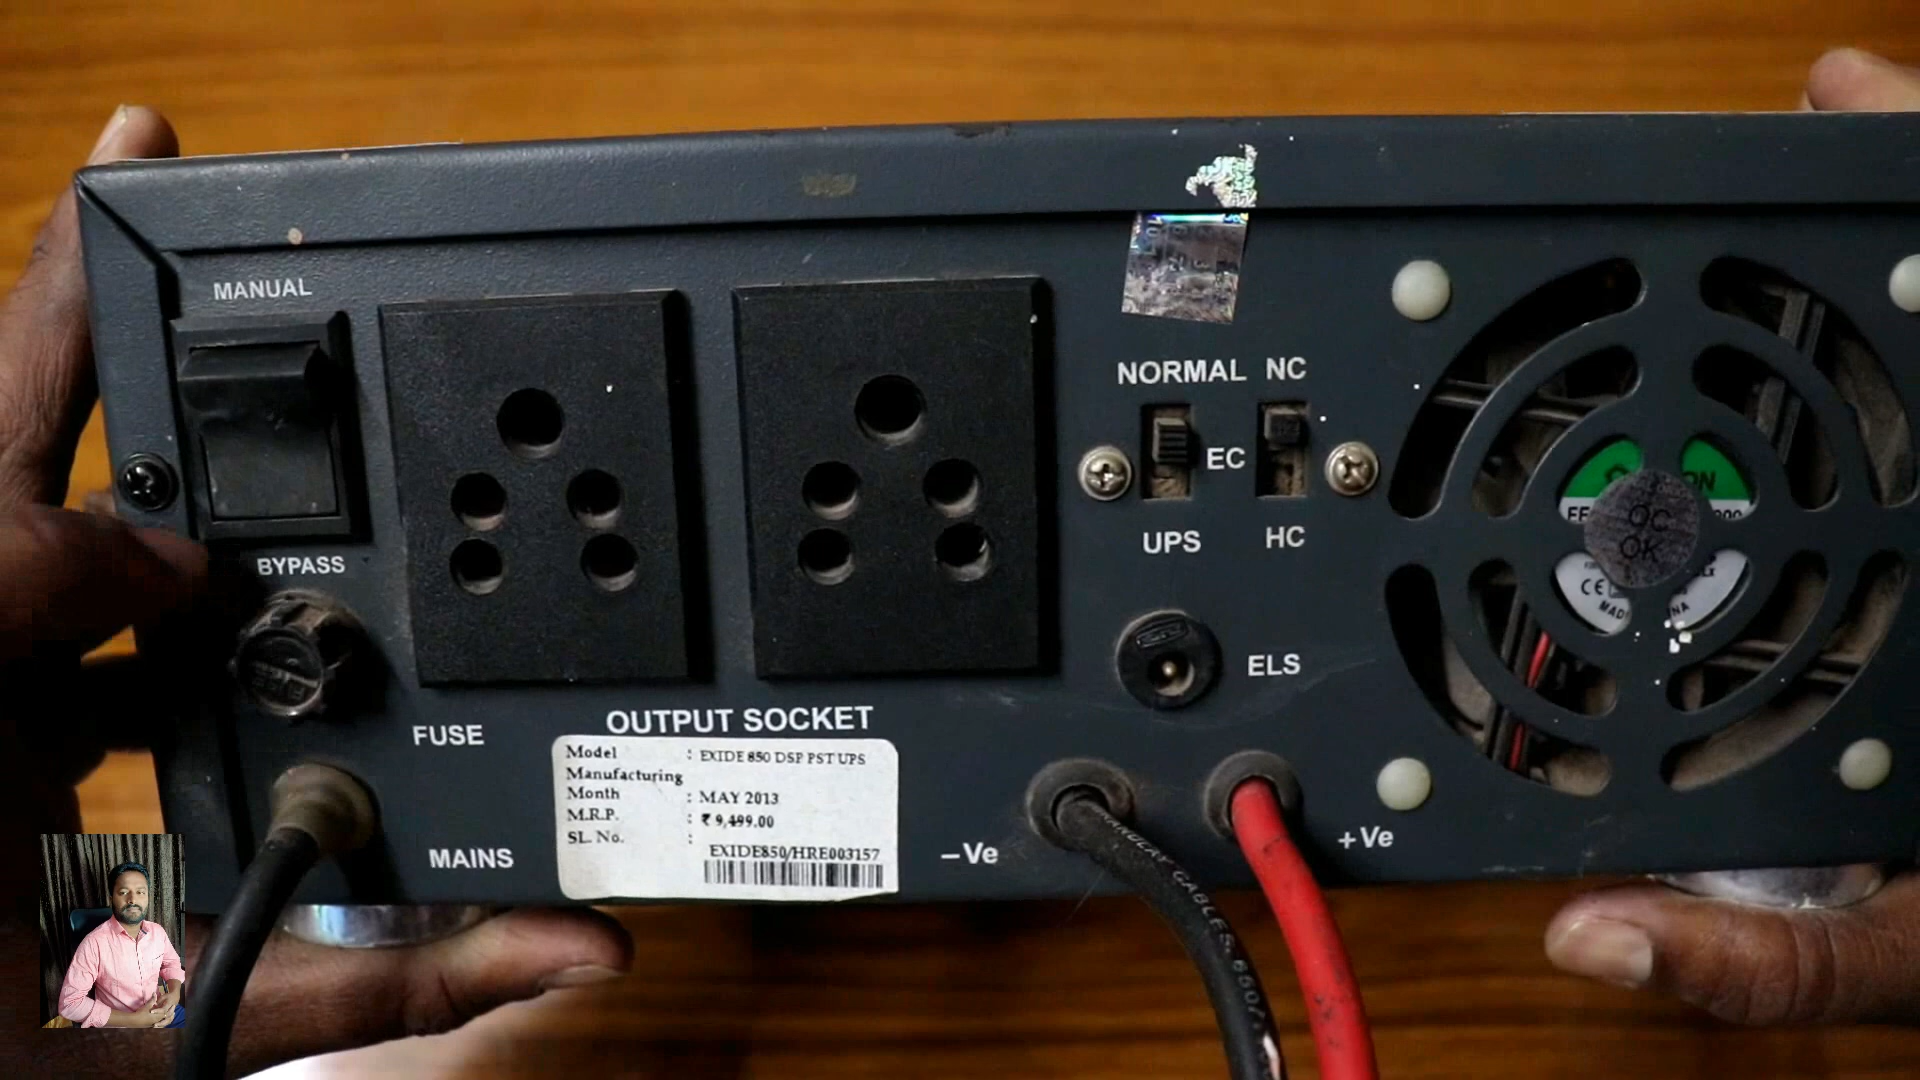 MANUAL
BYPASS
FUSE
MAINS
OUTPUT SOCKET
Model : EXIDE 850 DSP PST UPS
Manufacturing
Month : MAY 2013
M.R.P. : ₹ 9,499.00
SL. No. :
EXIDE850/HRE003157
NORMAL NC
EC
UPS HC
ELS
–Ve
+Ve
QC
OK
CE